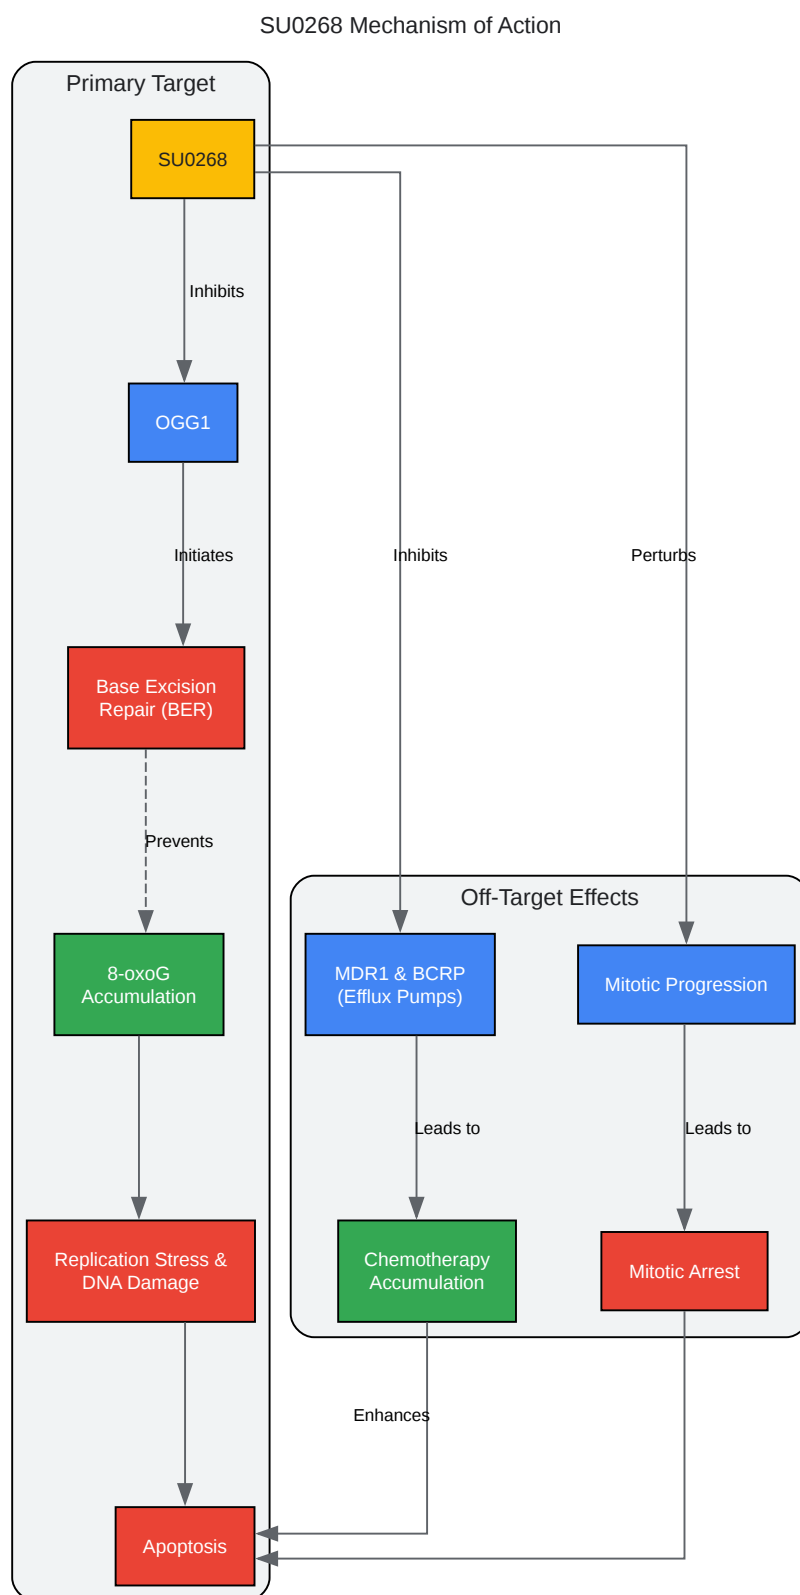 SU0268 Mechanism of Action
Primary Target
SU0268
Inhibits
OGG1
Initiates
Inhibits
Perturbs
Base Excision
Repair (BER)
Prevents
Off-Target Effects
8-oxoG
Accumulation
MDR1 & BCRP
(Efflux Pumps)
Mitotic Progression
Leads to
Leads to
Replication Stress &
DNA Damage
Chemotherapy
Accumulation
Mitotic Arrest
Enhances
Apoptosis